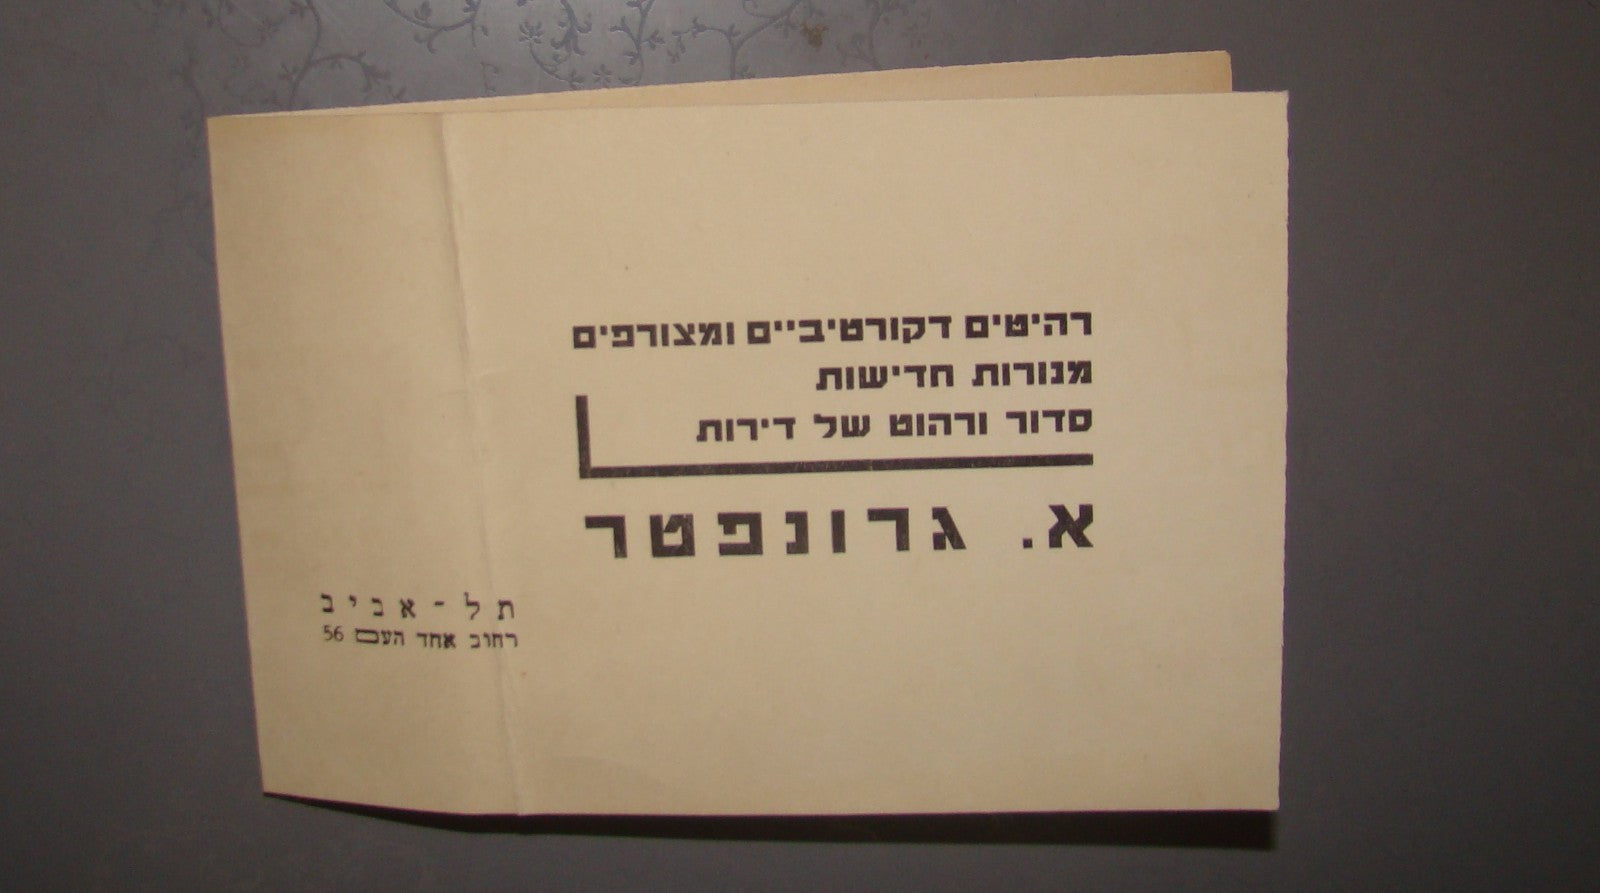 רהיטים דקורטיביים ומצורפים
מנורות חדישות
סדור ורהוט של דירות
א. גרונפטר
תל-אביב
רחוב אחד העם 56